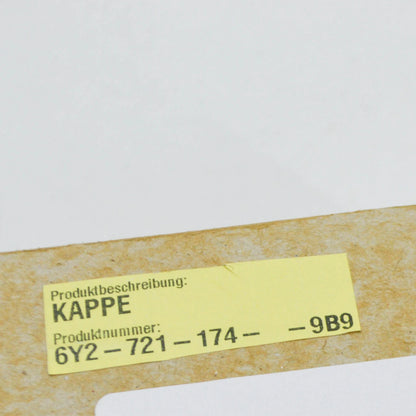 Produktbeschreibung:
KAPPE
Produktnummer:
6Y2-721-174- -9B9